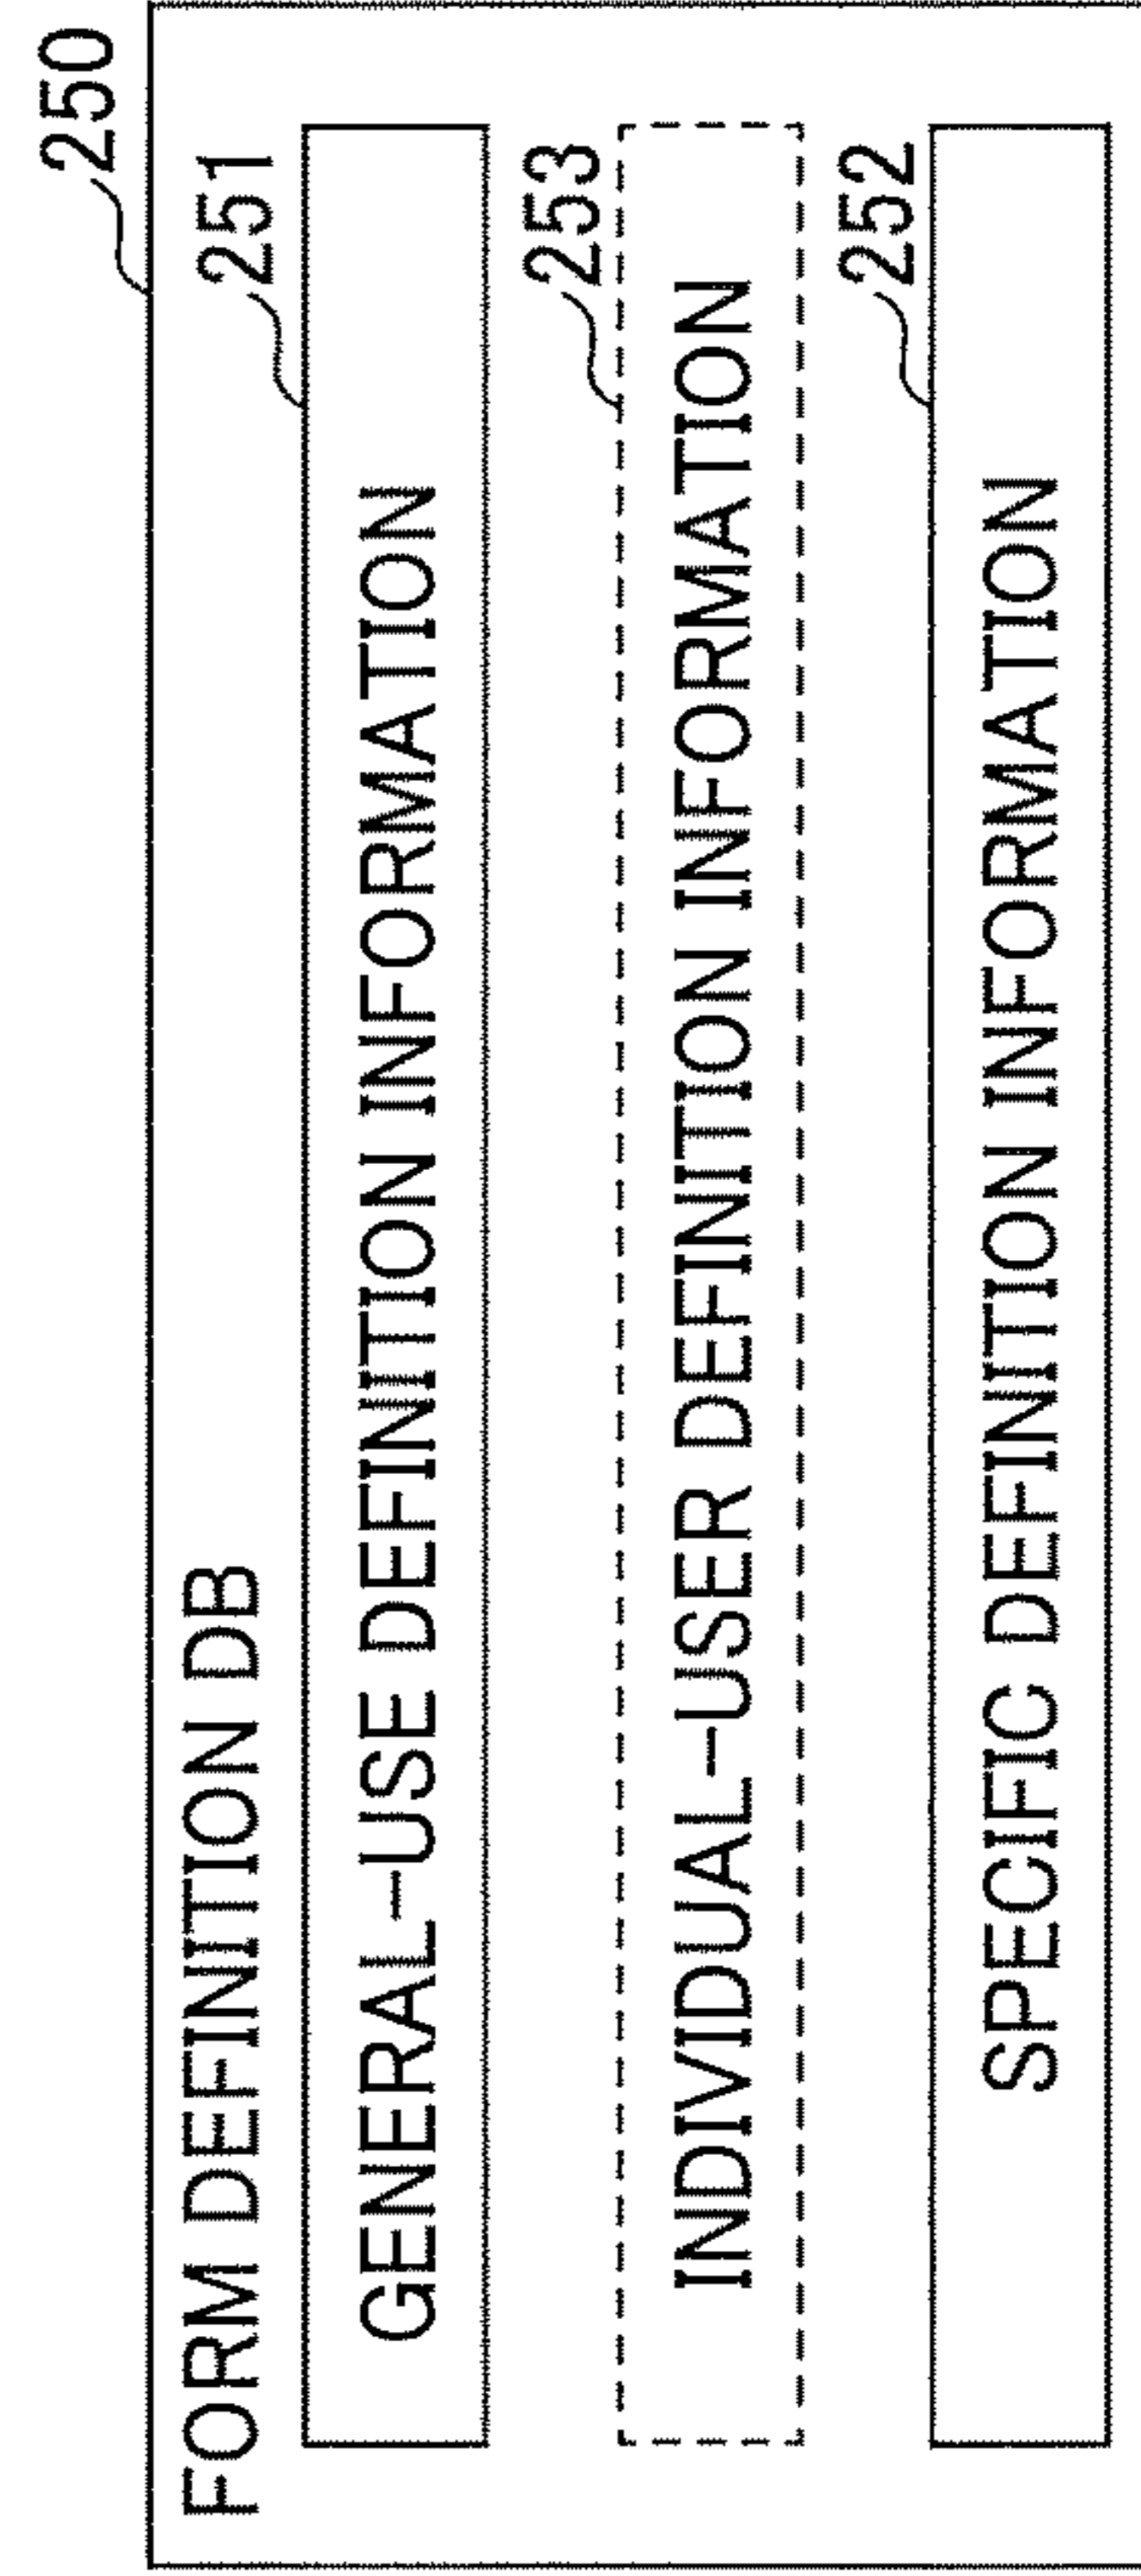 250
FORM DEFINITION DB
251
GENERAL-USE DEFINITION INFORMATION
253
INDIVIDUAL-USER DEFINITION INFORMATION
252
SPECIFIC DEFINITION INFORMATION